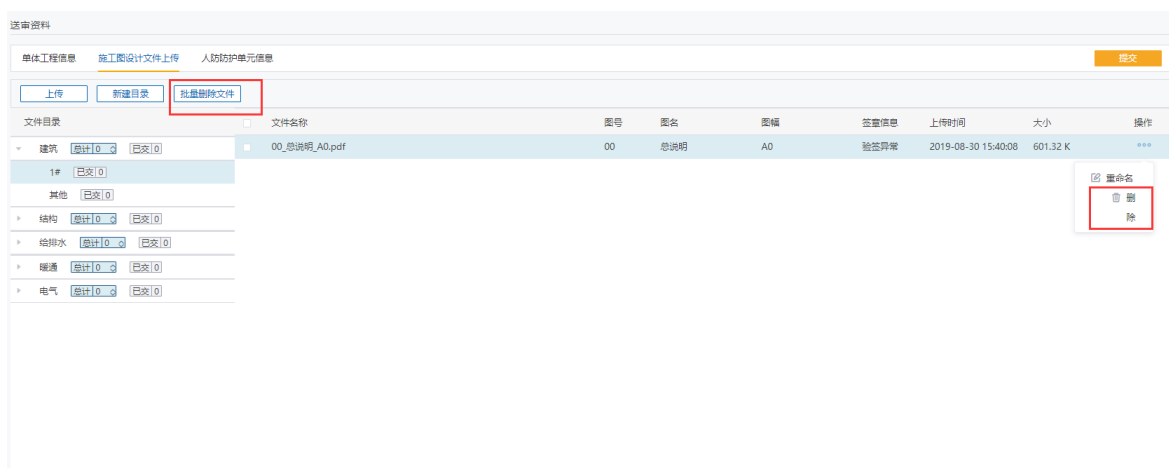 送审资料
单体工程信息 施工图设计文件上传 人防防护单元信息 提交
上传 新建目录 批量删除文件
文件目录 文件名称 图号 图名 图幅 签章信息 上传时间 大小 操作
建筑 总计 0 已交 0 00_总说明_A0.pdf 00 总说明 A0 验签异常 2019-08-30 15:40:08 601.32 K
1# 已交 0 重命名
其他 已交 0 删
除
结构 总计 0 已交 0
给排水 总计 0 已交 0
暖通 总计 0 已交 0
电气 总计 0 已交 0